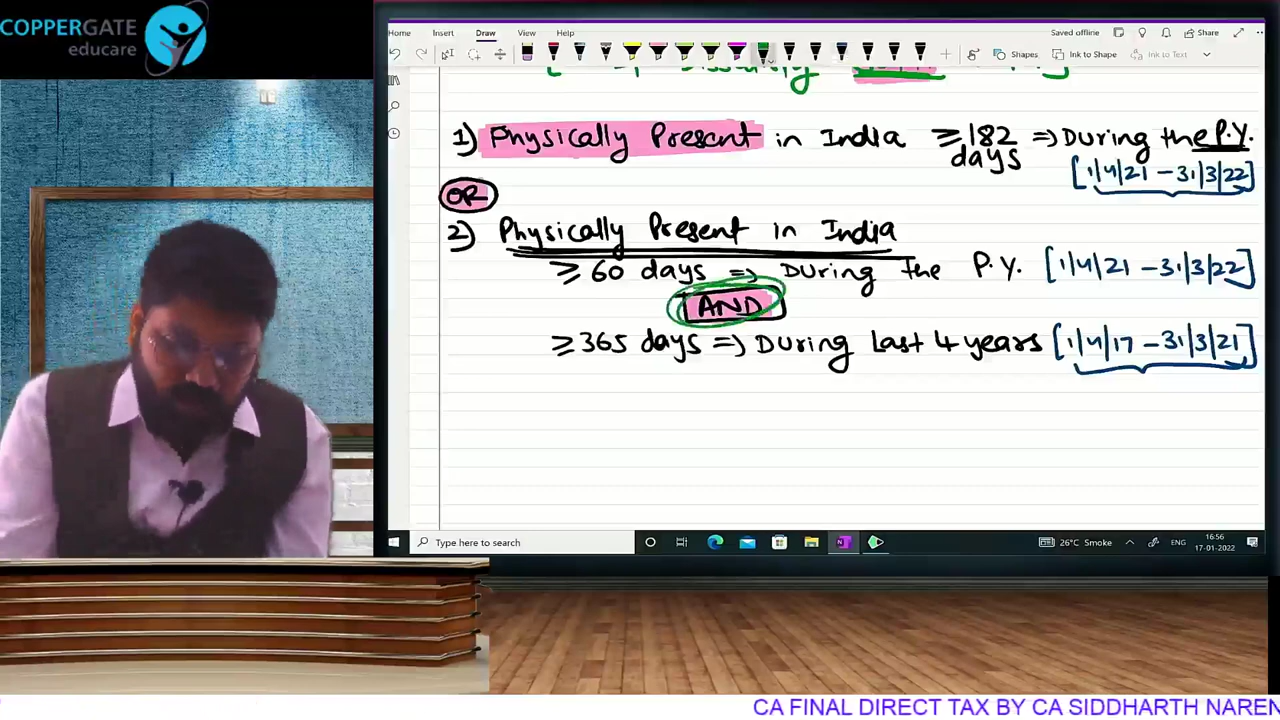 COPPERGATE
educare
Home Insert Draw View Help
Saved offline
Share
Shapes
Ink to Shape
Ink to Text
1) Physically Present in India ≥182 days => During the P.Y.
[1/4/21 - 31/3/22]
OR
2) Physically Present in India
≥ 60 days => During the P.Y. [1/4/21 - 31/3/22]
AND
≥365 days => During last 4 years [1/4/17 - 31/3/21]
Type here to search
26°C Smoke
ENG
16:56
17-01-2022
CA FINAL DIRECT TAX BY CA SIDDHARTH NAREN